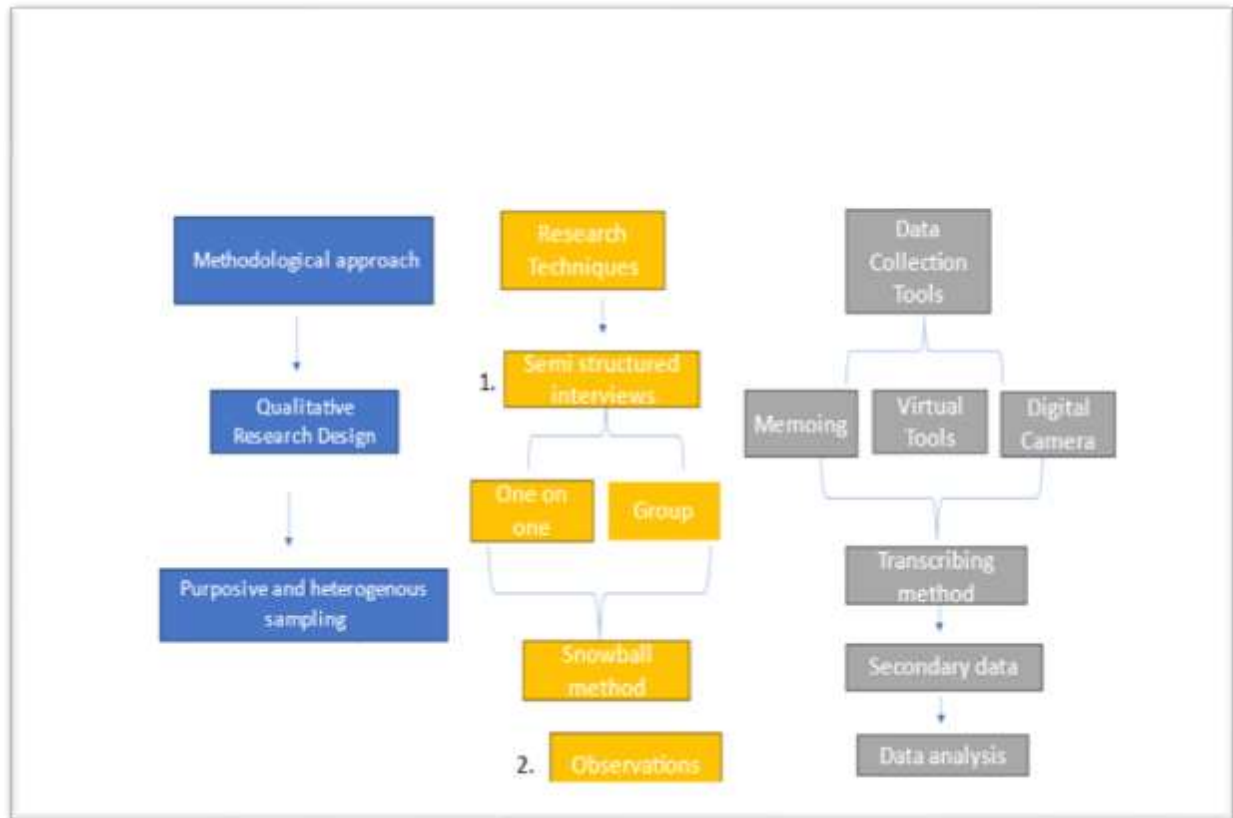 Methodological approach
Qualitative
Research Design
Purposive and heterogenous
sampling
Research
Techniques
1.
Semi structured
interviews
One on
one
Group
Snowball
method
2.
Observations
Data
Collection
Tools
Memoing
Virtual
Tools
Digital
Camera
Transcribing
method
Secondary data
Data analysis